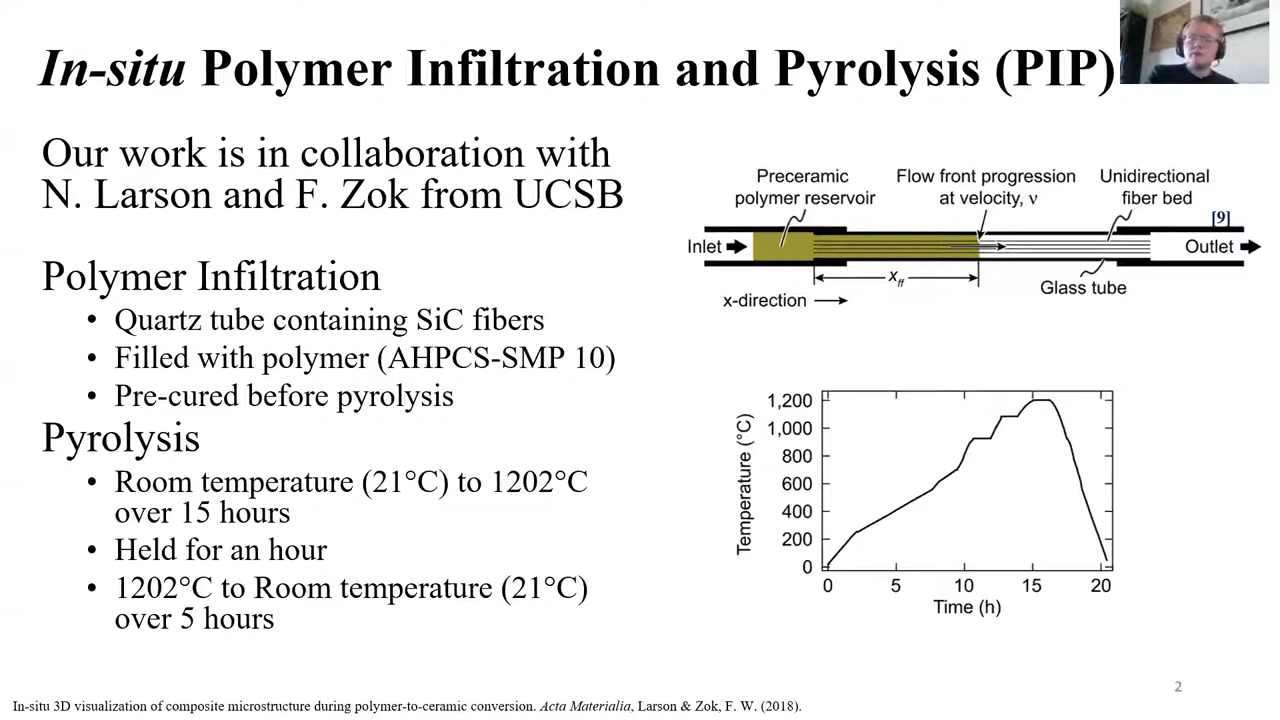 In-situ Polymer Infiltration and Pyrolysis (PIP)
Our work is in collaboration with
N. Larson and F. Zok from UCSB
Polymer Infiltration
• Quartz tube containing SiC fibers
• Filled with polymer (AHPCS-SMP 10)
• Pre-cured before pyrolysis
Pyrolysis
• Room temperature (21°C) to 1202°C
over 15 hours
• Held for an hour
• 1202°C to Room temperature (21°C)
over 5 hours
Preceramic
polymer reservoir
Flow front progression
at velocity, v
Unidirectional
fiber bed
[9]
Inlet
Outlet
x_ff
Glass tube
x-direction
Temperature (°C)
1,200
1,000
800
600
400
200
0
0 5 10 15 20
Time (h)
2
In-situ 3D visualization of composite microstructure during polymer-to-ceramic conversion. Acta Materialia, Larson & Zok, F. W. (2018).